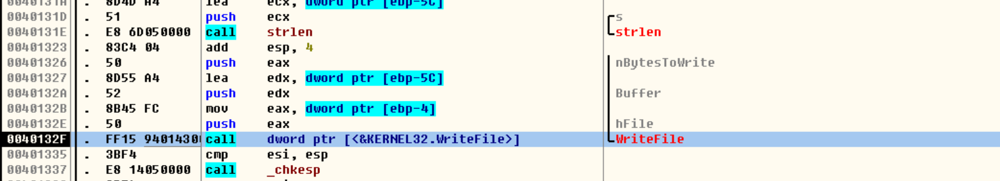 0040131A . 8D4D A4 lea ecx, dword ptr [ebp-5C]
0040131D . 51 push ecx s
0040131E . E8 6D050000 call strlen strlen
00401323 . 83C4 04 add esp, 4
00401326 . 50 push eax nBytesToWrite
00401327 . 8D55 A4 lea edx, dword ptr [ebp-5C]
0040132A . 52 push edx Buffer
0040132B . 8B45 FC mov eax, dword ptr [ebp-4]
0040132E . 50 push eax hFile
0040132F . FF15 9401430 call dword ptr [<&KERNEL32.WriteFile>] WriteFile
00401335 . 3BF4 cmp esi, esp
00401337 . E8 14050000 call _chkesp